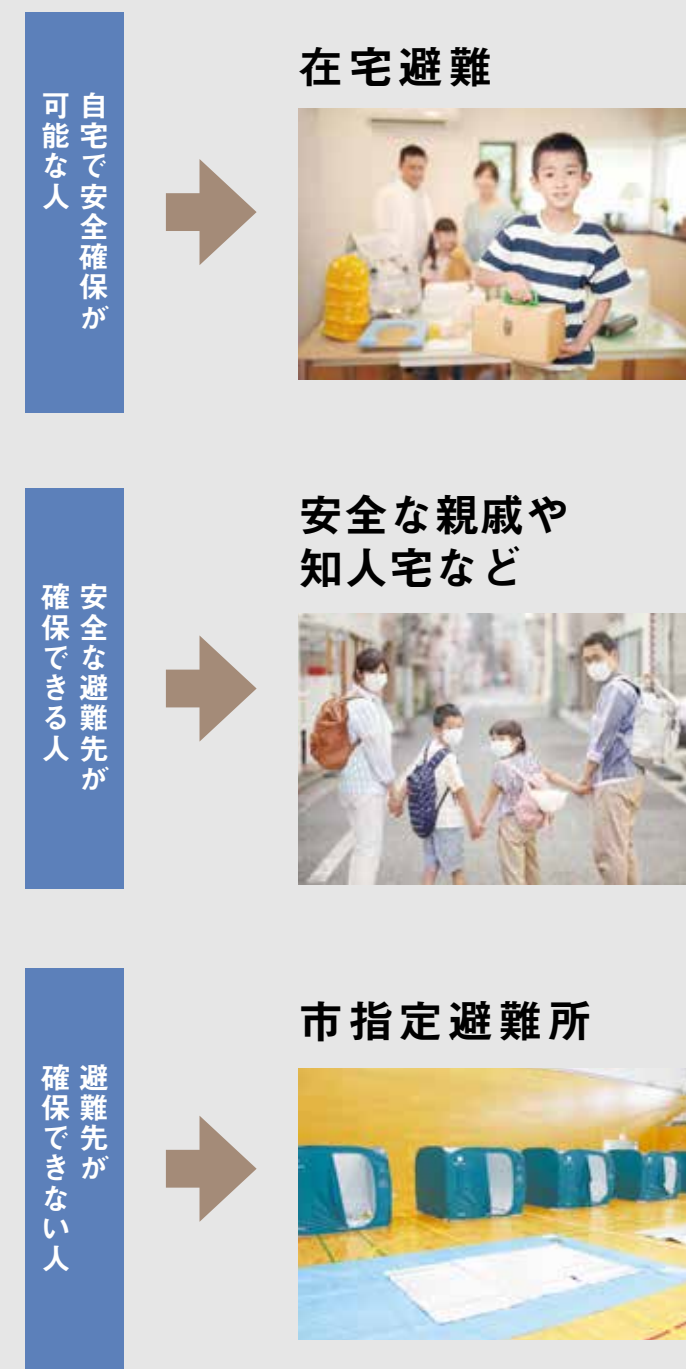 自宅で安全確保が
可能な人
在宅避難
安全な避難先が
確保できる人
安全な親戚や
知人宅など
避難先が
確保できない人
市指定避難所